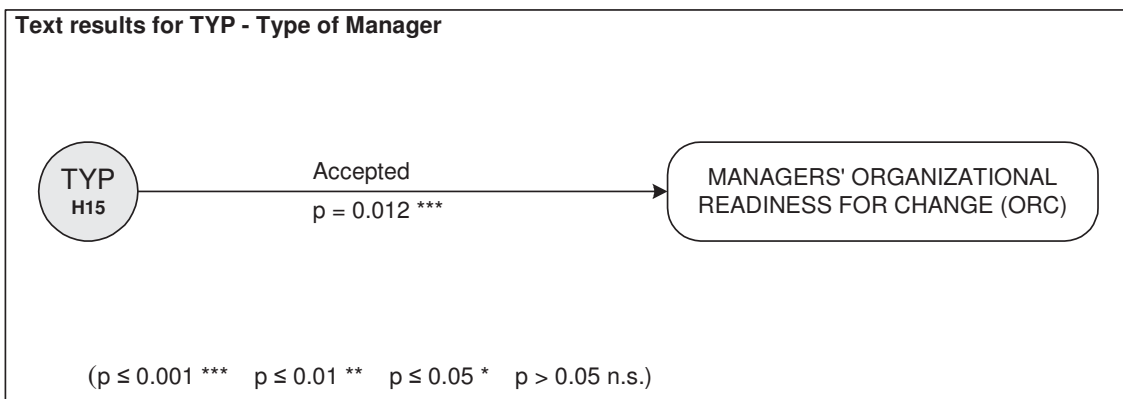 Text results for TYP - Type of Manager
TYP
H15
Accepted
p = 0.012 ***
MANAGERS' ORGANIZATIONAL
READINESS FOR CHANGE (ORC)
(p ≤ 0.001 *** p ≤ 0.01 ** p ≤ 0.05 * p > 0.05 n.s.)